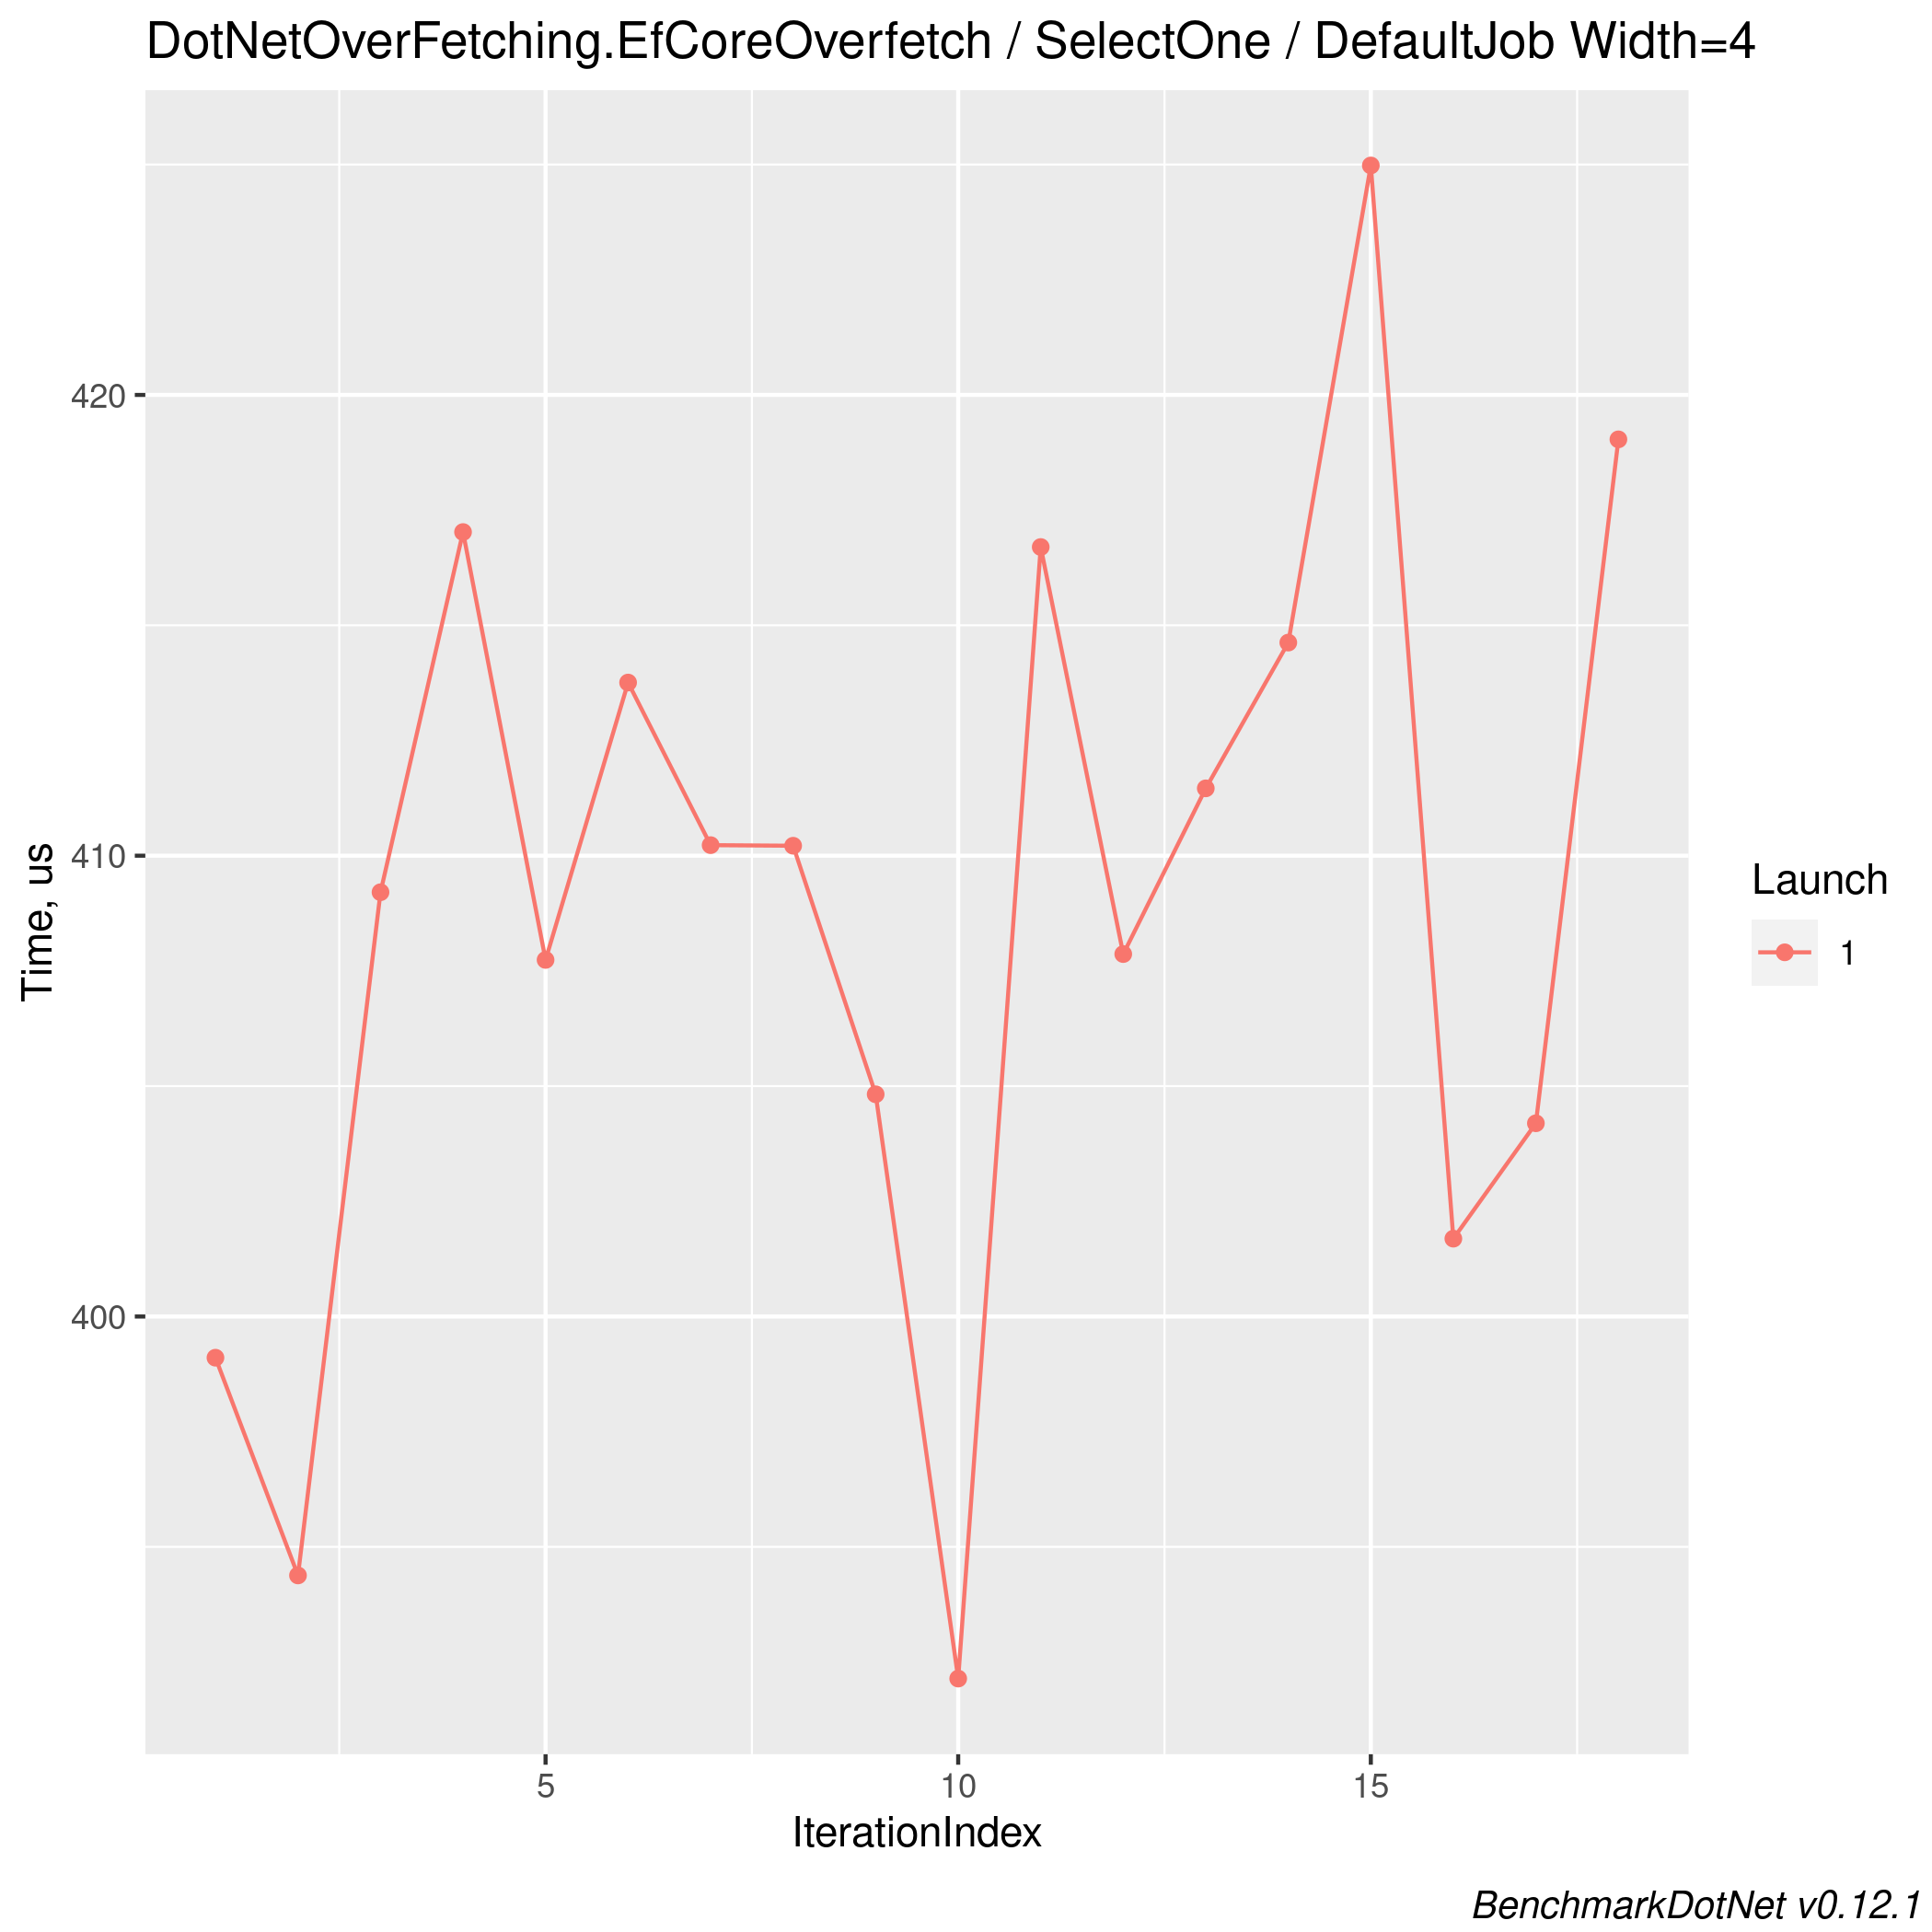 DotNetOverFetching.EfCoreOverfetch / SelectOne / DefaultJob Width=4
420
410
400
Time, us
Launch
1
5 10 15
IterationIndex
BenchmarkDotNet v0.12.1